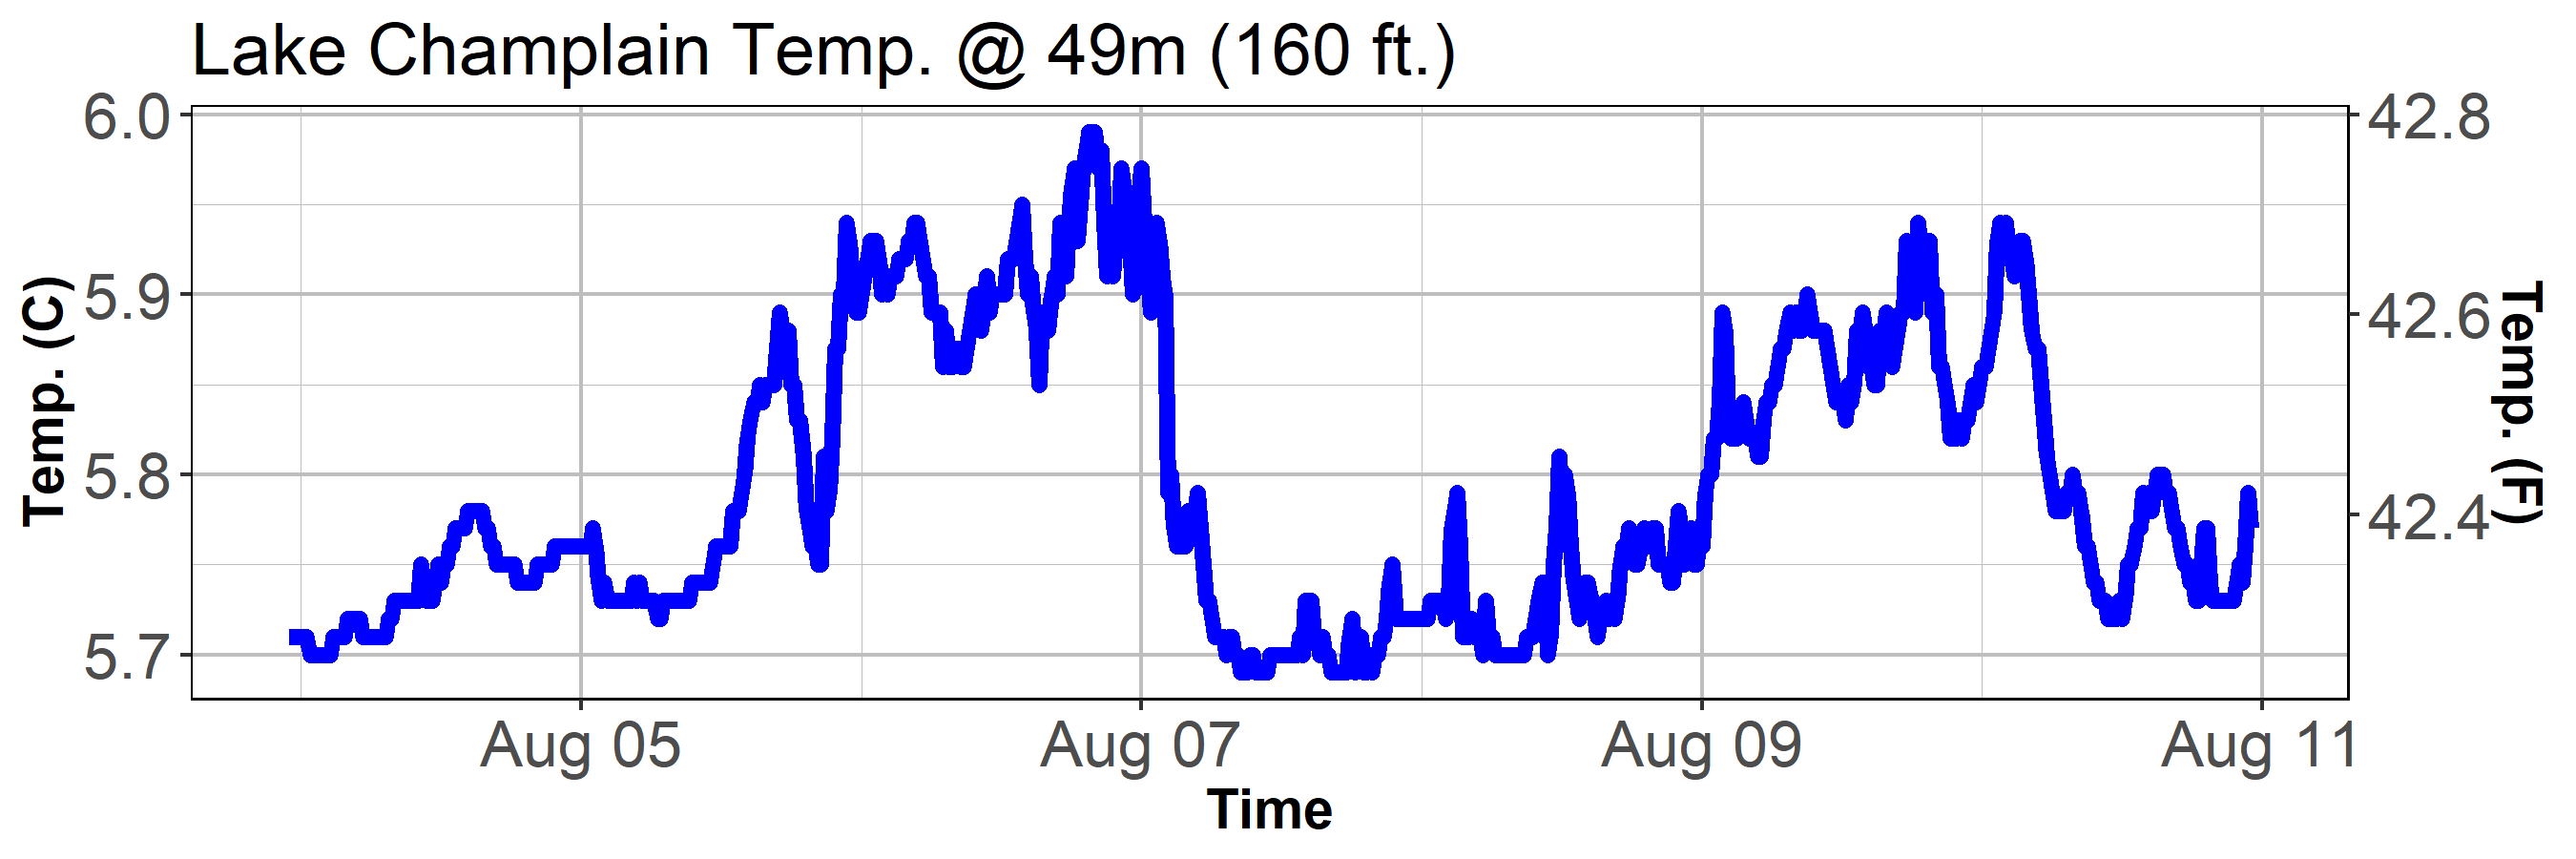 Lake Champlain Temp. @ 49m (160 ft.)
6.0
5.9
5.8
5.7
Temp. (C)
42.8
42.6
42.4
Temp. (F)
Aug 05 Aug 07 Aug 09 Aug 11
Time